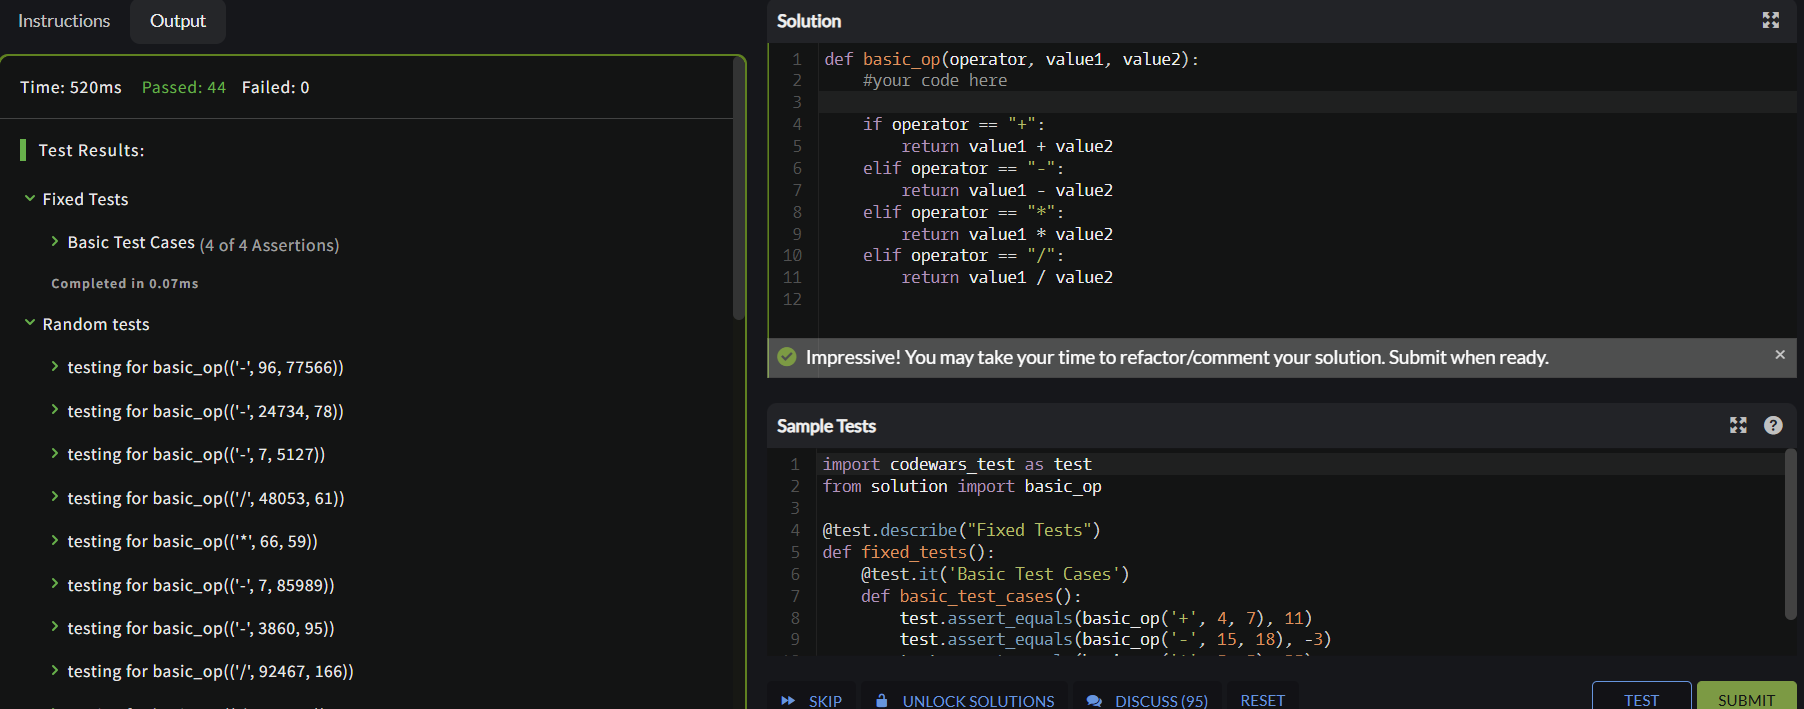 Instructions
Output
Time: 520ms Passed: 44 Failed: 0
Test Results:
Fixed Tests
Basic Test Cases (4 of 4 Assertions)
Completed in 0.07ms
Random tests
testing for basic_op(('-', 96, 77566))
testing for basic_op(('-', 24734, 78))
testing for basic_op(('-', 7, 5127))
testing for basic_op(('/', 48053, 61))
testing for basic_op(('*', 66, 59))
testing for basic_op(('-', 7, 85989))
testing for basic_op(('-', 3860, 95))
testing for basic_op(('/', 92467, 166))
Solution
1 def basic_op(operator, value1, value2):
2     #your code here
3
4     if operator == "+":
5         return value1 + value2
6     elif operator == "-":
7         return value1 - value2
8     elif operator == "*":
9         return value1 * value2
10     elif operator == "/":
11         return value1 / value2
12
Impressive! You may take your time to refactor/comment your solution. Submit when ready.
Sample Tests
1 import codewars_test as test
2 from solution import basic_op
3
4 @test.describe("Fixed Tests")
5 def fixed_tests():
6     @test.it('Basic Test Cases')
7     def basic_test_cases():
8         test.assert_equals(basic_op('+', 4, 7), 11)
9         test.assert_equals(basic_op('-', 15, 18), -3)
SKIP
UNLOCK SOLUTIONS
DISCUSS (95)
RESET
TEST
SUBMIT